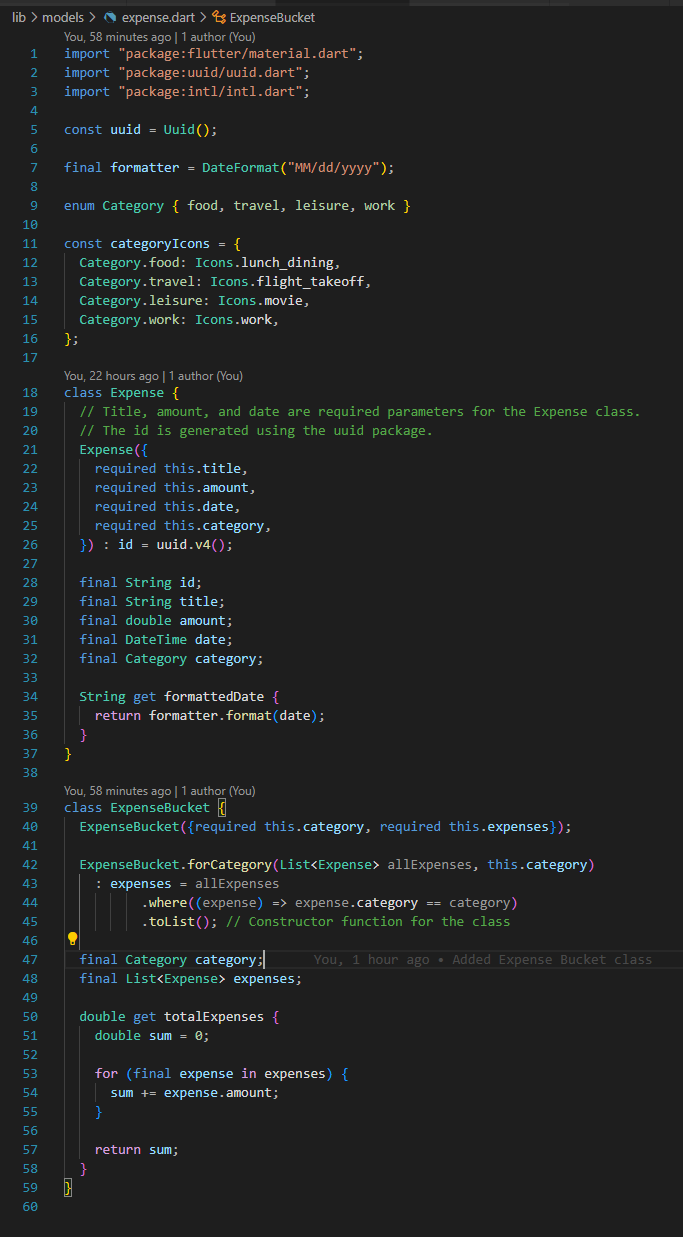 lib > models > expense.dart > ExpenseBucket
You, 58 minutes ago | 1 author (You)
1 import "package:flutter/material.dart";
2 import "package:uuid/uuid.dart";
3 import "package:intl/intl.dart";
4
5 const uuid = Uuid();
6
7 final formatter = DateFormat("MM/dd/yyyy");
8
9 enum Category { food, travel, leisure, work }
10
11 const categoryIcons = {
12   Category.food: Icons.lunch_dining,
13   Category.travel: Icons.flight_takeoff,
14   Category.leisure: Icons.movie,
15   Category.work: Icons.work,
16 };
17
You, 22 hours ago | 1 author (You)
18 class Expense {
19   // Title, amount, and date are required parameters for the Expense class.
20   // The id is generated using the uuid package.
21   Expense({
22     required this.title,
23     required this.amount,
24     required this.date,
25     required this.category,
26   }) : id = uuid.v4();
27
28   final String id;
29   final String title;
30   final double amount;
31   final DateTime date;
32   final Category category;
33
34   String get formattedDate {
35     return formatter.format(date);
36   }
37 }
38
You, 58 minutes ago | 1 author (You)
39 class ExpenseBucket {
40   ExpenseBucket({required this.category, required this.expenses});
41
42   ExpenseBucket.forCategory(List<Expense> allExpenses, this.category)
43     : expenses = allExpenses
44           .where((expense) => expense.category == category)
45           .toList(); // Constructor function for the class
46
47   final Category category; You, 1 hour ago • Added Expense Bucket class
48   final List<Expense> expenses;
49
50   double get totalExpenses {
51     double sum = 0;
52
53     for (final expense in expenses) {
54       sum += expense.amount;
55     }
56
57     return sum;
58   }
59 }
60